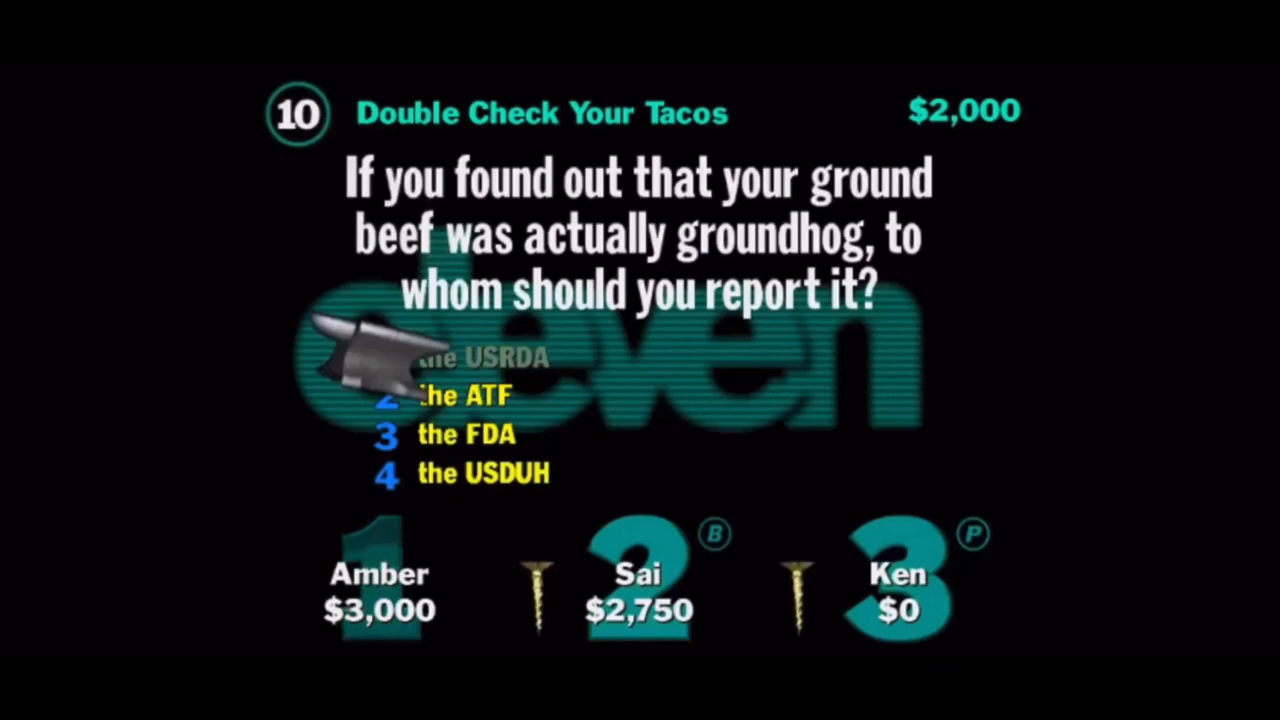 10 Double Check Your Tacos $2,000
If you found out that your ground
beef was actually groundhog, to
whom should you report it?
eleven
the USRDA
2 the ATF
3 the FDA
4 the USDUH
1 2 B 3 P
Amber Sai Ken
$3,000 $2,750 $0